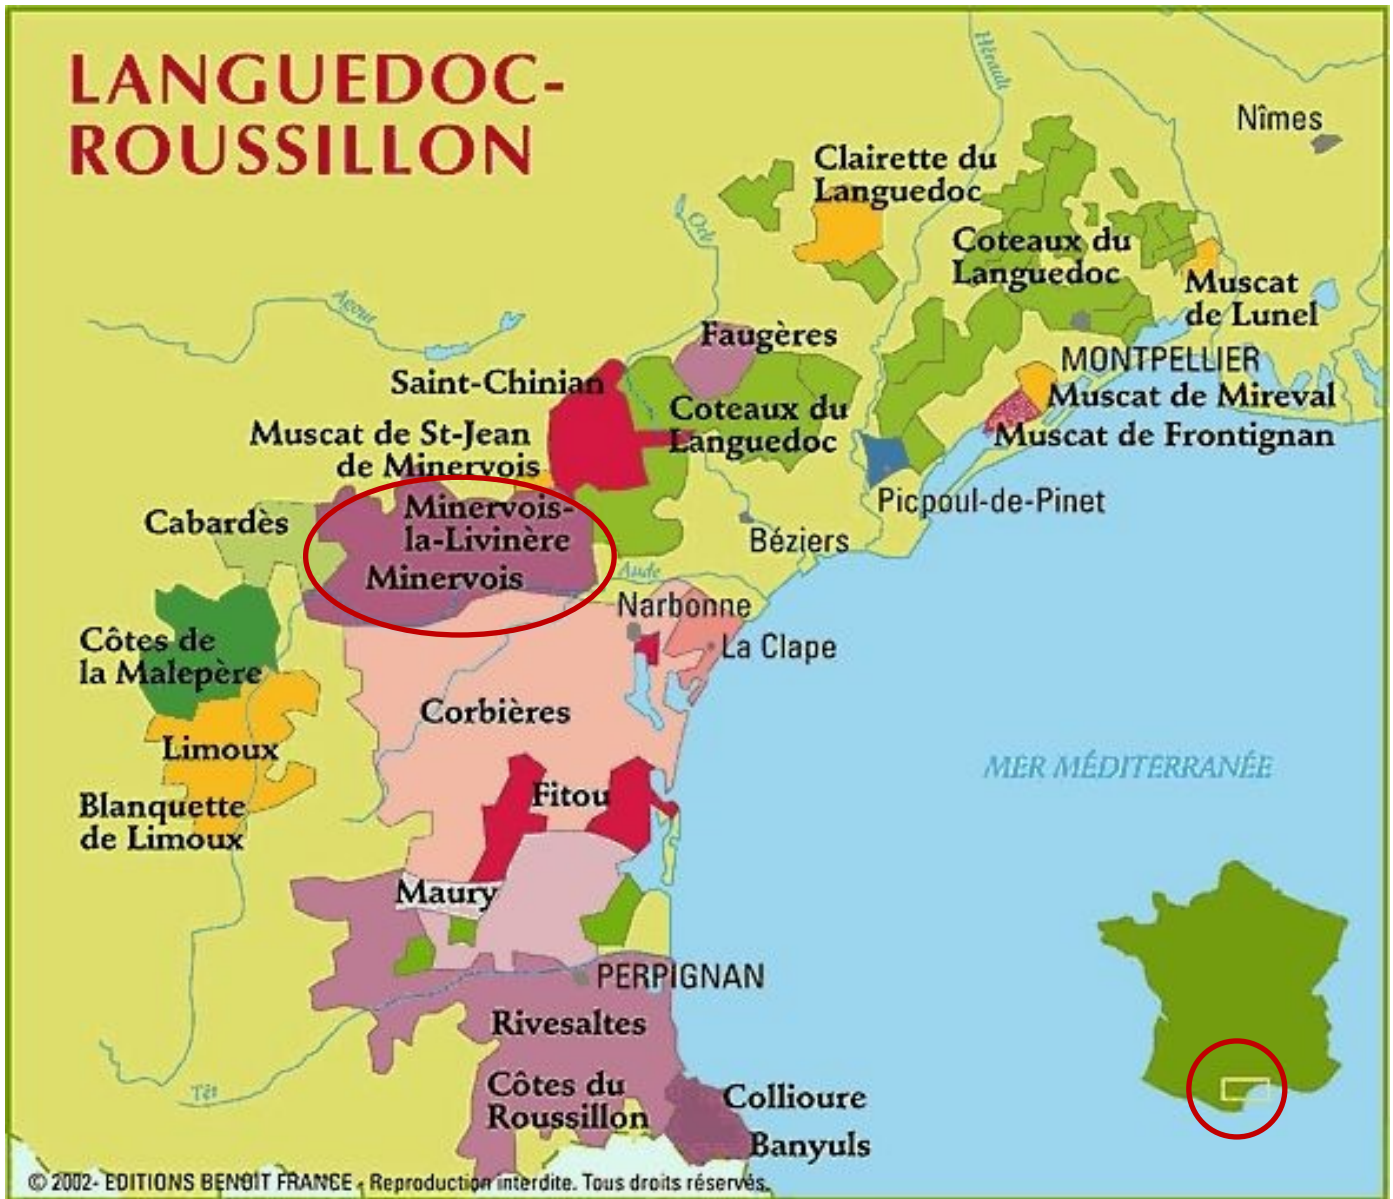 LANGUEDOC-
ROUSSILLON
Hérault
Nîmes
Clairette du
Languedoc
Orb
Coteaux du
Languedoc
Muscat
de Lunel
Agout
Faugères
MONTPELLIER
Saint-Chinian
Muscat de Mireval
Coteaux du
Languedoc
Muscat de Frontignan
Muscat de St-Jean
de Minervois
Picpoul-de-Pinet
Minervois-
la-Livinère
Cabardès
Béziers
Minervois
Aude
Narbonne
Côtes de
la Malepère
La Clape
Corbières
Limoux
MER MÉDITERRANÉE
Fitou
Blanquette
de Limoux
Maury
PERPIGNAN
Rivesaltes
Têt
Côtes du
Roussillon
Collioure
Banyuls
© 2002- EDITIONS BENOÎT FRANCE - Reproduction interdite. Tous droits réservés.